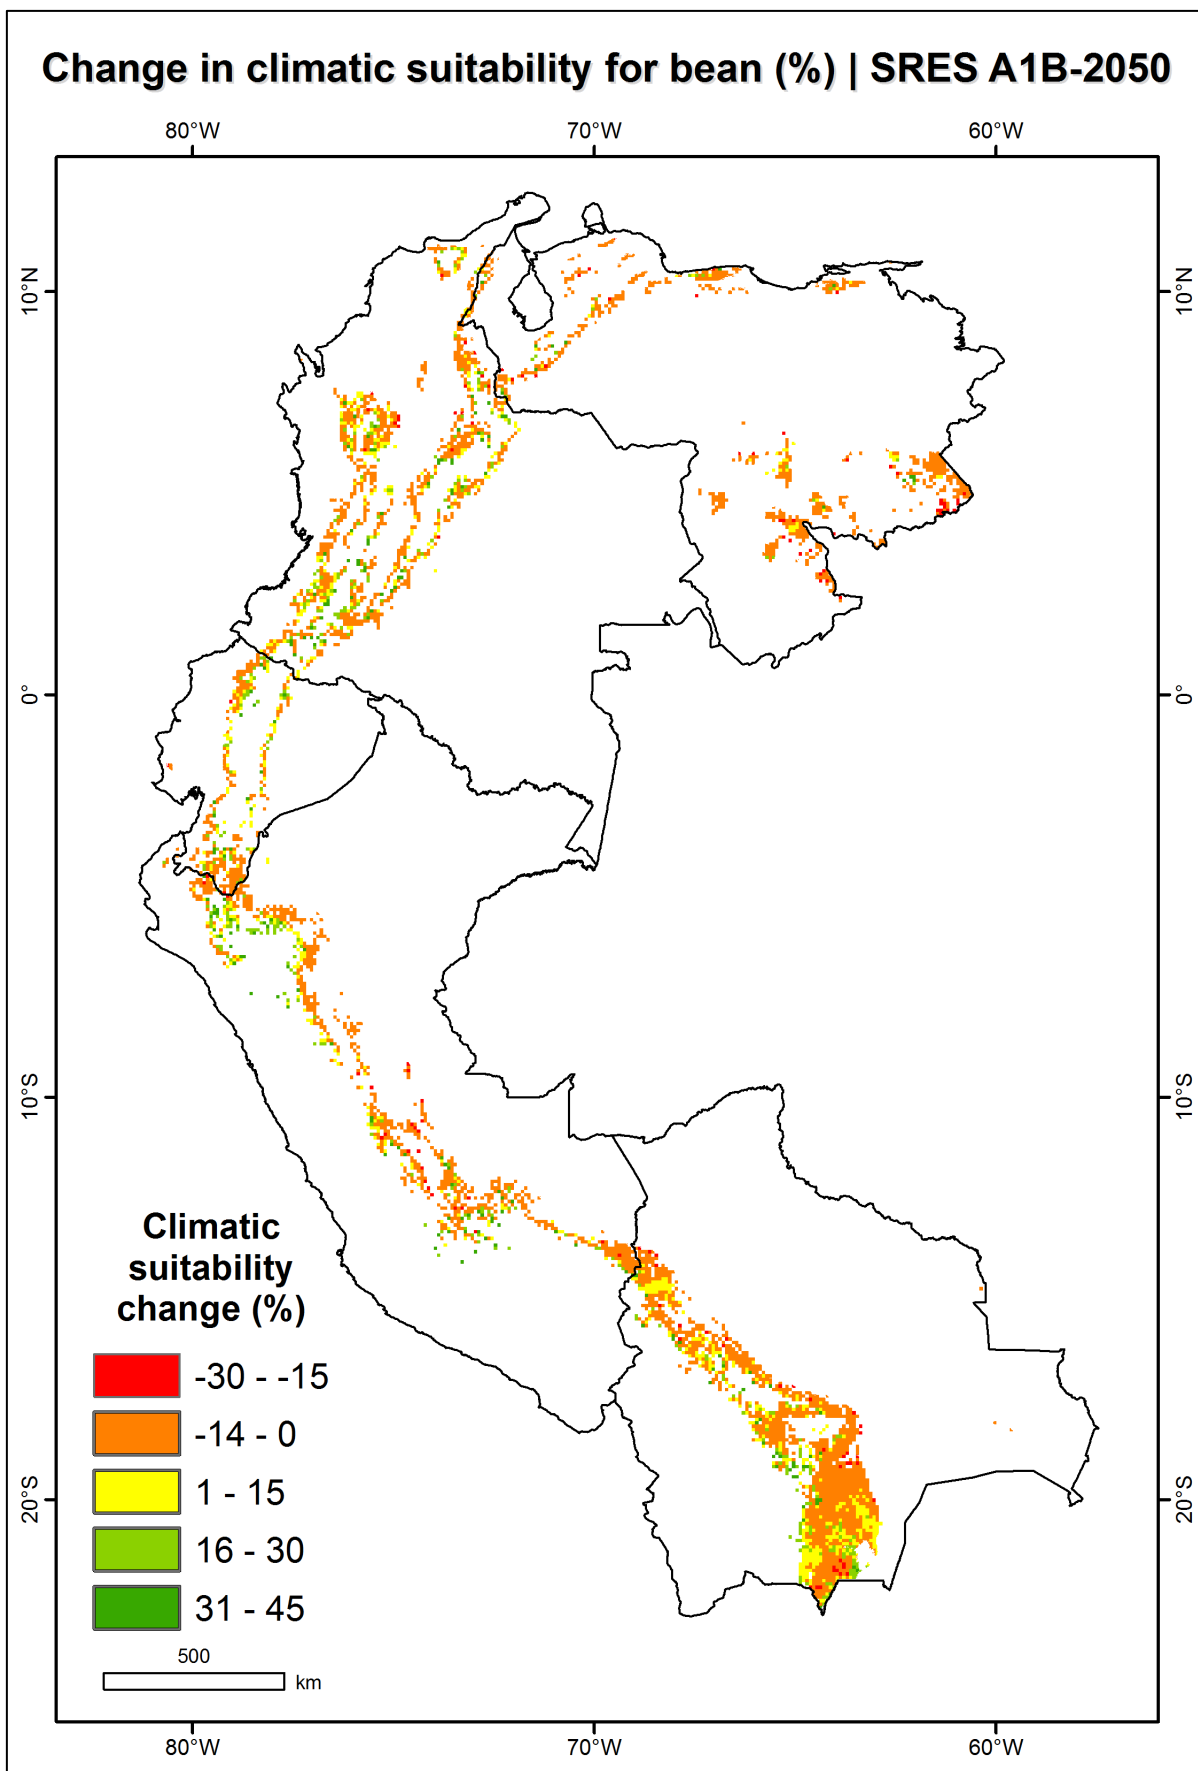 Change in climatic suitability for bean (%) | SRES A1B-2050
80°W 70°W 60°W
10°N 10°N
0° 0°
10°S 10°S
20°S 20°S
Climatic
suitability
change (%)
-30 - -15
-14 - 0
1 - 15
16 - 30
31 - 45
500
km
80°W 70°W 60°W